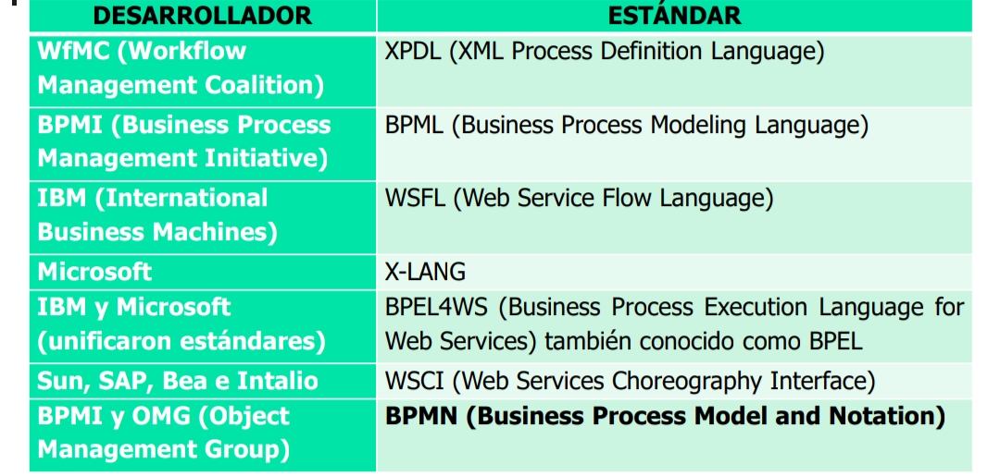 DESARROLLADOR ESTÁNDAR
WfMC (Workflow
Management Coalition)
XPDL (XML Process Definition Language)
BPMI (Business Process
Management Initiative)
BPML (Business Process Modeling Language)
IBM (International
Business Machines)
WSFL (Web Service Flow Language)
Microsoft
X-LANG
IBM y Microsoft
(unificaron estándares)
BPEL4WS (Business Process Execution Language for
Web Services) también conocido como BPEL
Sun, SAP, Bea e Intalio
WSCI (Web Services Choreography Interface)
BPMI y OMG (Object
Management Group)
BPMN (Business Process Model and Notation)